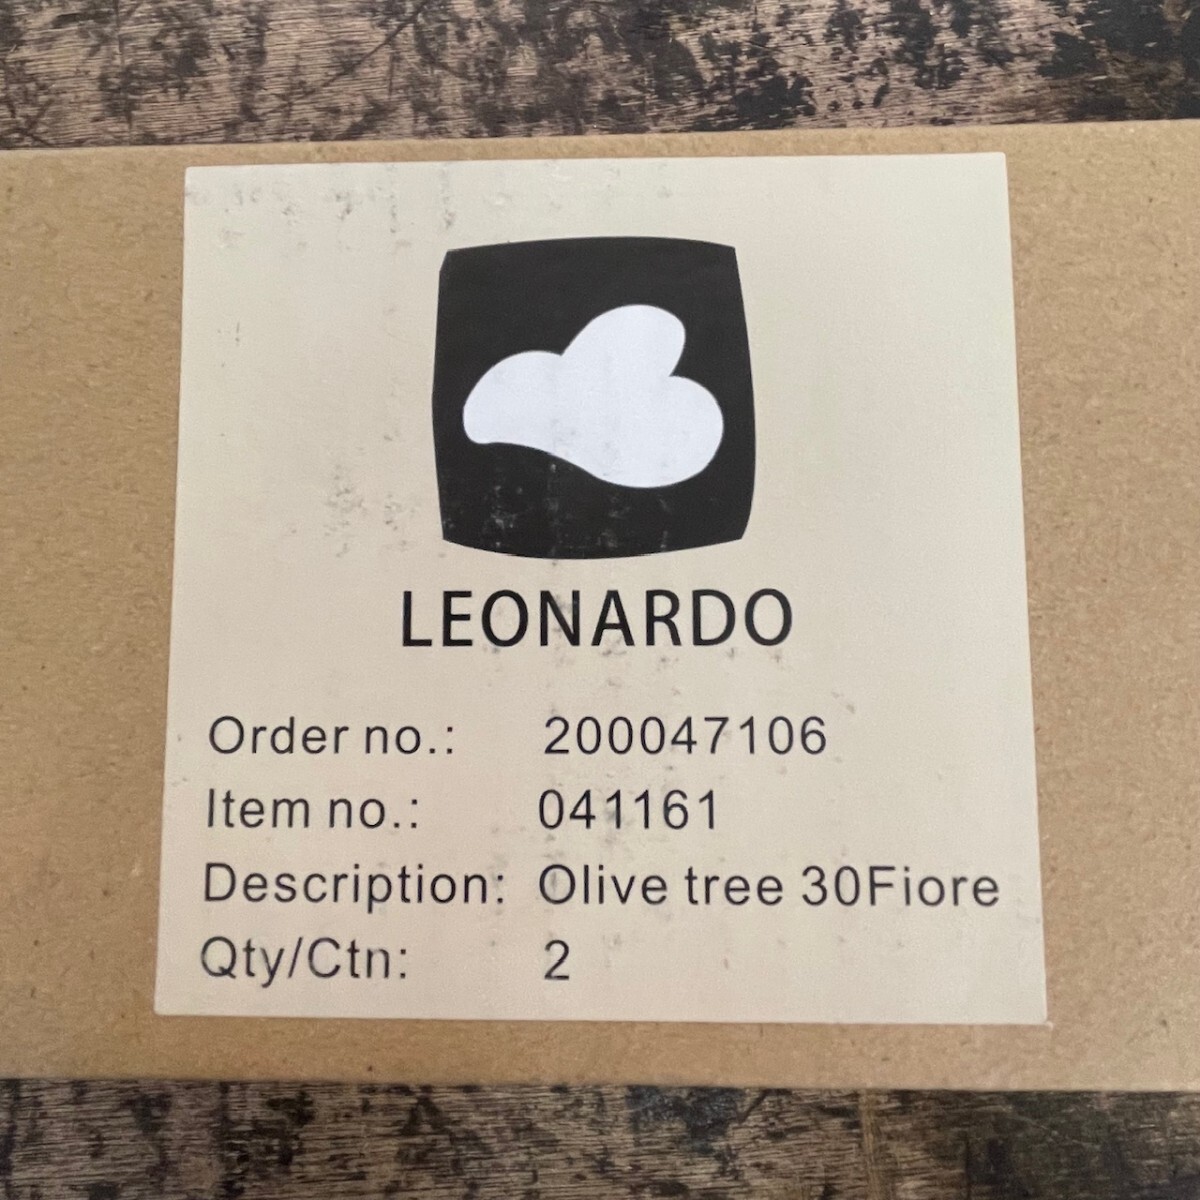 LEONARDO
Order no.: 200047106
Item no.: 041161
Description: Olive tree 30Fiore
Qty/Ctn: 2